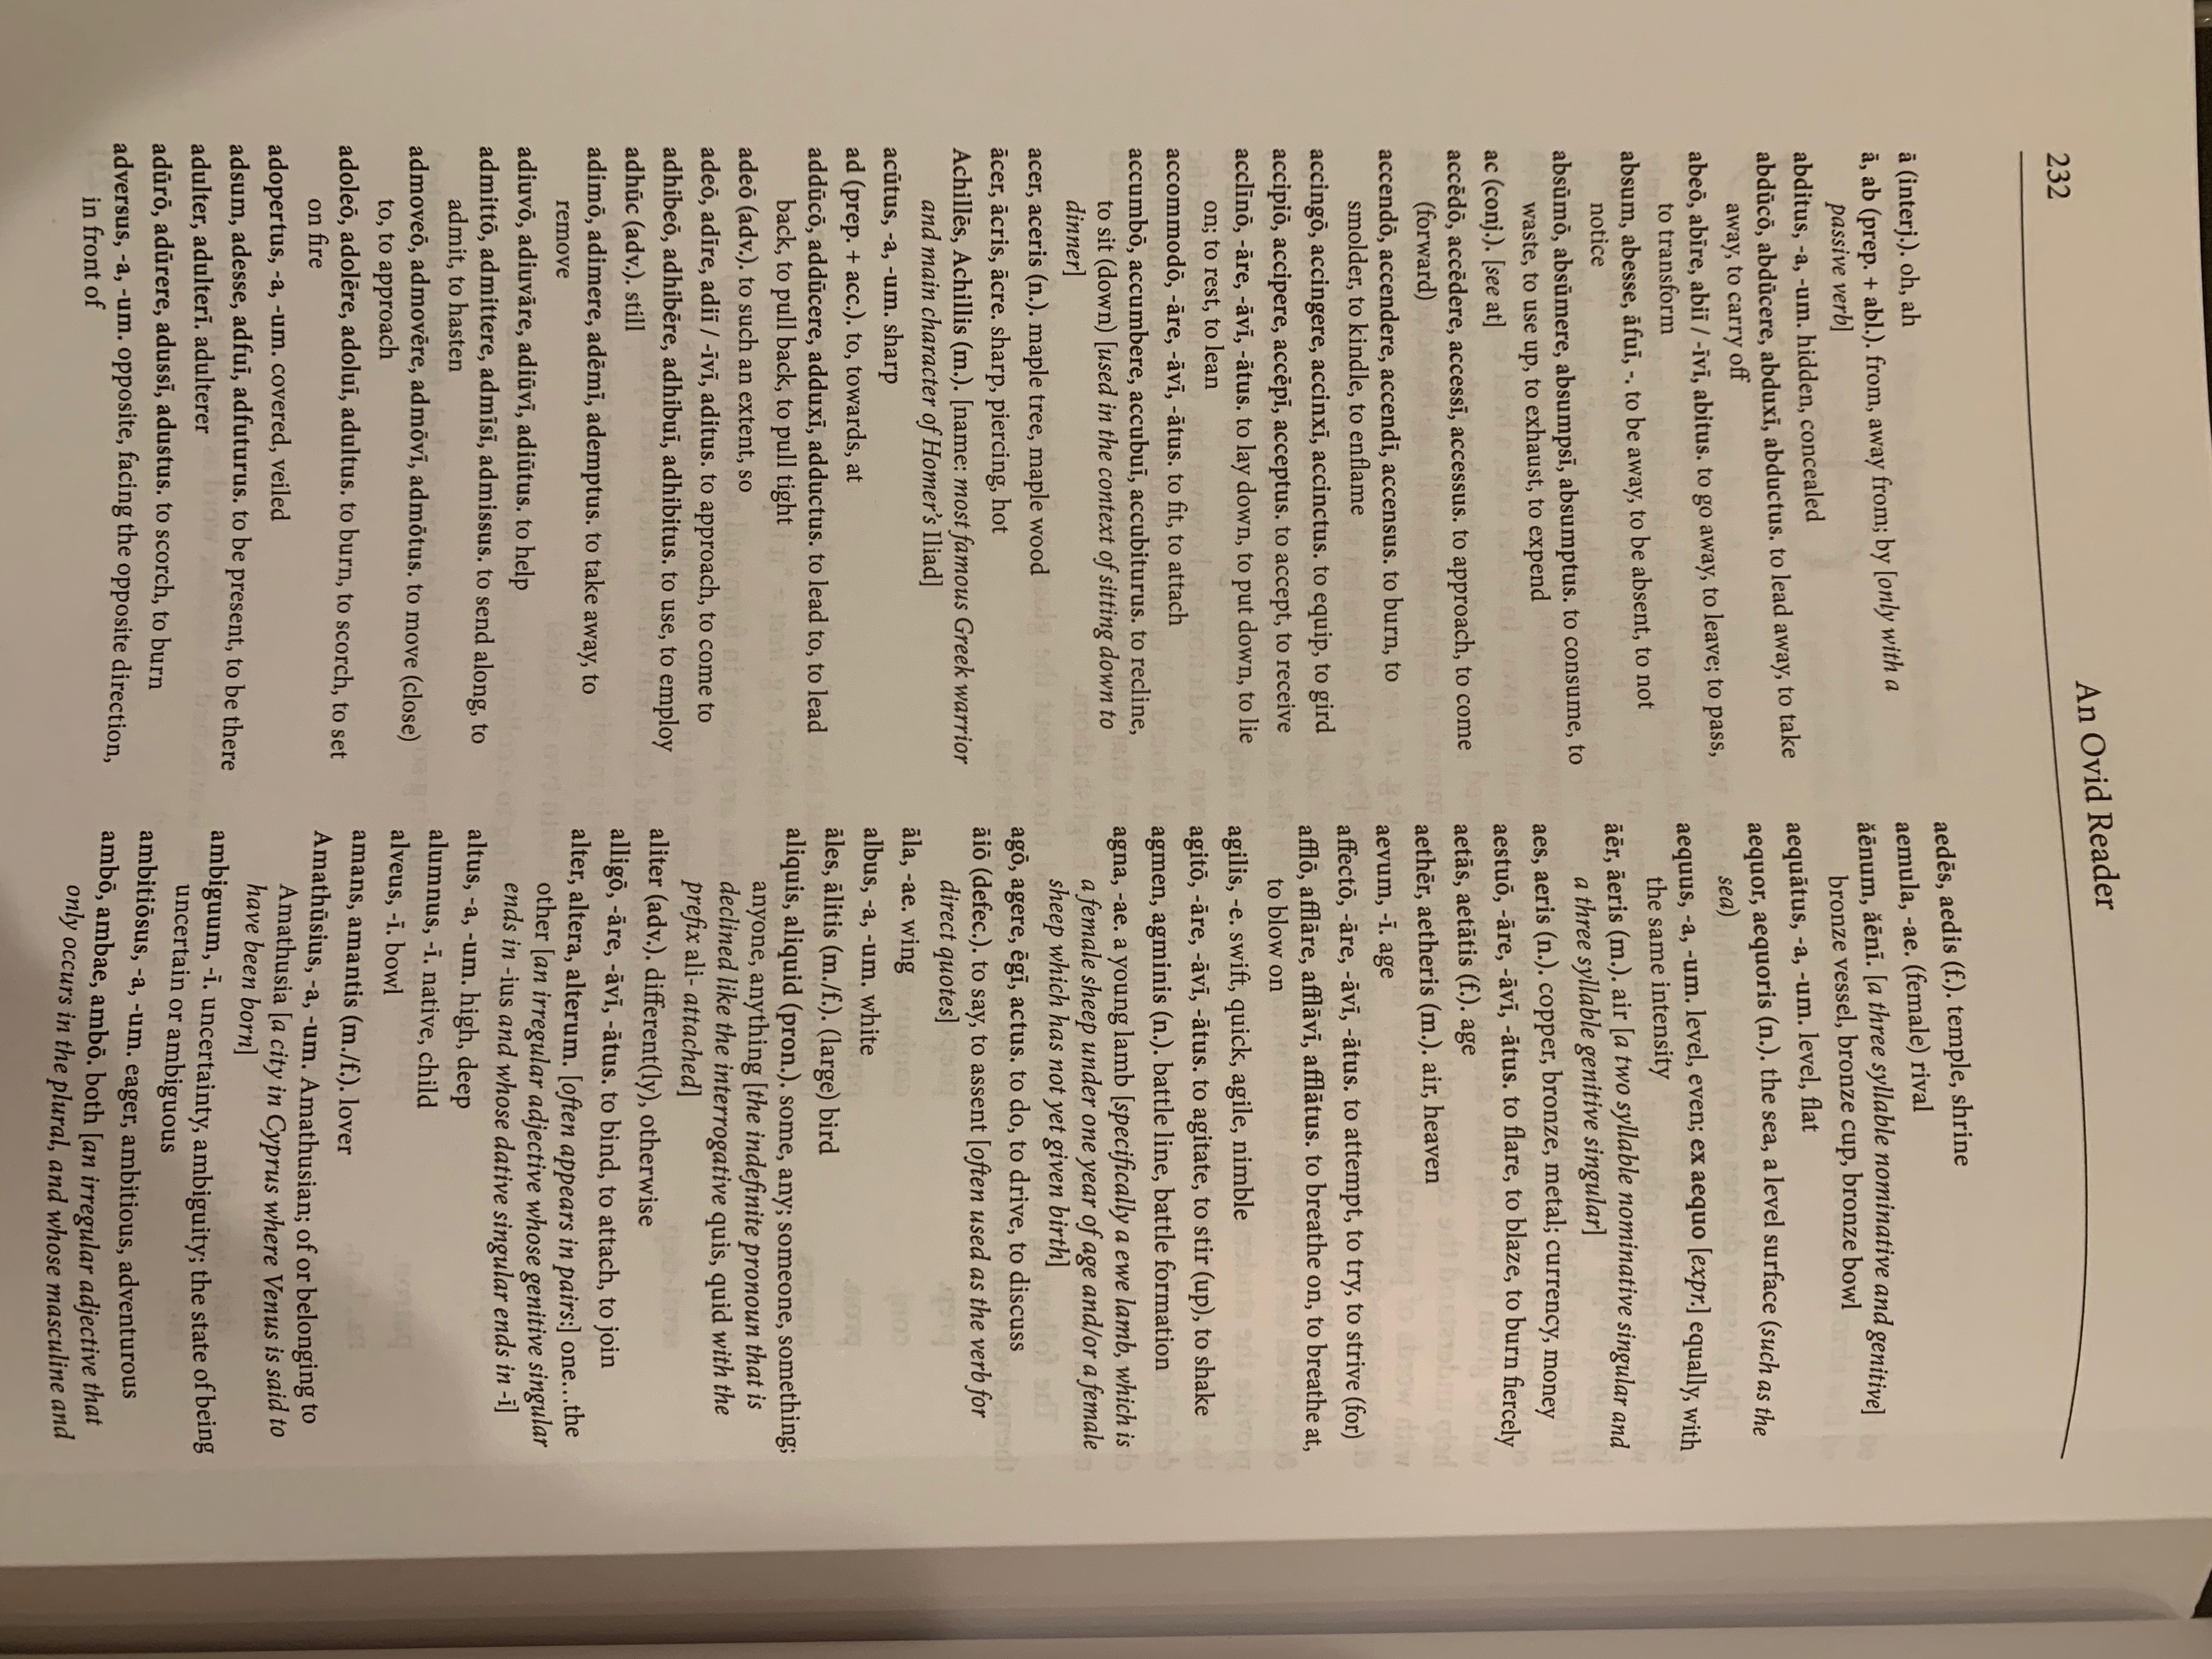 232
An Ovid Reader
ā (interj.). oh, ah
ā, ab (prep. + abl.). from, away from; by [only with a
passive verb]
abditus, -a, -um. hidden, concealed
abdūcō, abdūcere, abduxī, abductus. to lead away, to take
away, to carry off
abeō, abīre, abiī / -īvī, abitus. to go away, to leave; to pass,
to transform
absum, abesse, āfuī, -. to be away, to be absent, to not
notice
absūmō, absūmere, absumpsī, absumptus. to consume, to
waste, to use up, to exhaust, to expend
ac (conj.). [see at]
accēdō, accēdere, accessī, accessus. to approach, to come
(forward)
accendō, accendere, accendī, accensus. to burn, to
smolder, to kindle, to enflame
accingō, accingere, accinxī, accinctus. to equip, to gird
accipiō, accipere, accēpī, acceptus. to accept, to receive
acclīnō, -āre, -āvī, -ātus. to lay down, to put down, to lie
on; to rest, to lean
accommodō, -āre, -āvī, -ātus. to fit, to attach
accumbō, accumbere, accubuī, accubiturus. to recline,
to sit (down) [used in the context of sitting down to
dinner]
acer, aceris (n.). maple tree, maple wood
ācer, ācris, ācre. sharp, piercing, hot
Achillēs, Achillis (m.). [name: most famous Greek warrior
and main character of Homer's Iliad]
acūtus, -a, -um. sharp
ad (prep. + acc.). to, towards, at
addūcō, addūcere, adduxī, adductus. to lead to, to lead
back, to pull back, to pull tight
adeō (adv.). to such an extent, so
adeō, adīre, adiī / -īvī, aditus. to approach, to come to
adhibeō, adhibēre, adhibuī, adhibitus. to use, to employ
adhūc (adv.). still
adimō, adimere, adēmī, ademptus. to take away, to
remove
adiuvō, adiuvāre, adiūvī, adiūtus. to help
admittō, admittere, admīsī, admissus. to send along, to
admit, to hasten
admoveō, admovēre, admōvī, admōtus. to move (close)
to, to approach
adoleō, adolēre, adoluī, adultus. to burn, to scorch, to set
on fire
adopertus, -a, -um. covered, veiled
adsum, adesse, adfuī, adfuturus. to be present, to be there
adulter, adulterī. adulterer
adūrō, adūrere, adussī, adustus. to scorch, to burn
adversus, -a, -um. opposite, facing the opposite direction,
in front of
aedēs, aedis (f.). temple, shrine
aemula, -ae. (female) rival
ăēnum, ăēnī. [a three syllable nominative and genitive]
bronze vessel, bronze cup, bronze bowl
aequātus, -a, -um. level, flat
aequor, aequoris (n.). the sea, a level surface (such as the
sea)
aequus, -a, -um. level, even; ex aequo [expr.] equally, with
the same intensity
āēr, āeris (m.). air [a two syllable nominative singular and
a three syllable genitive singular]
aes, aeris (n.). copper, bronze, metal; currency, money
aestuō, -āre, -āvī, -ātus. to flare, to blaze, to burn fiercely
aetās, aetātis (f.). age
aethēr, aetheris (m.). air, heaven
aevum, -ī. age
affectō, -āre, -āvī, -ātus. to attempt, to try, to strive (for)
afflō, afflāre, afflāvī, afflātus. to breathe on, to breathe at,
to blow on
agilis, -e. swift, quick, agile, nimble
agitō, -āre, -āvī, -ātus. to agitate, to stir (up), to shake
agmen, agminis (n.). battle line, battle formation
agna, -ae. a young lamb [specifically a ewe lamb, which is
a female sheep under one year of age and/or a female
sheep which has not yet given birth]
agō, agere, ēgī, actus. to do, to drive, to discuss
āiō (defec.). to say, to assent [often used as the verb for
direct quotes]
āla, -ae. wing
albus, -a, -um. white
āles, ālitis (m./f.). (large) bird
aliquis, aliquid (pron.). some, any; someone, something;
anyone, anything [the indefinite pronoun that is
declined like the interrogative quis, quid with the
prefix ali- attached]
aliter (adv.). different(ly), otherwise
alligō, -āre, -āvī, -ātus. to bind, to attach, to join
alter, altera, alterum. [often appears in pairs:] one…the
other [an irregular adjective whose genitive singular
ends in -ius and whose dative singular ends in -ī]
altus, -a, -um. high, deep
alumnus, -ī. native, child
alveus, -ī. bowl
amans, amantis (m./f.). lover
Amathūsius, -a, -um. Amathusian; of or belonging to
Amathusia [a city in Cyprus where Venus is said to
have been born]
ambiguum, -ī. uncertainty, ambiguity; the state of being
uncertain or ambiguous
ambitiōsus, -a, -um. eager, ambitious, adventurous
ambō, ambae, ambō. both [an irregular adjective that
only occurs in the plural, and whose masculine and